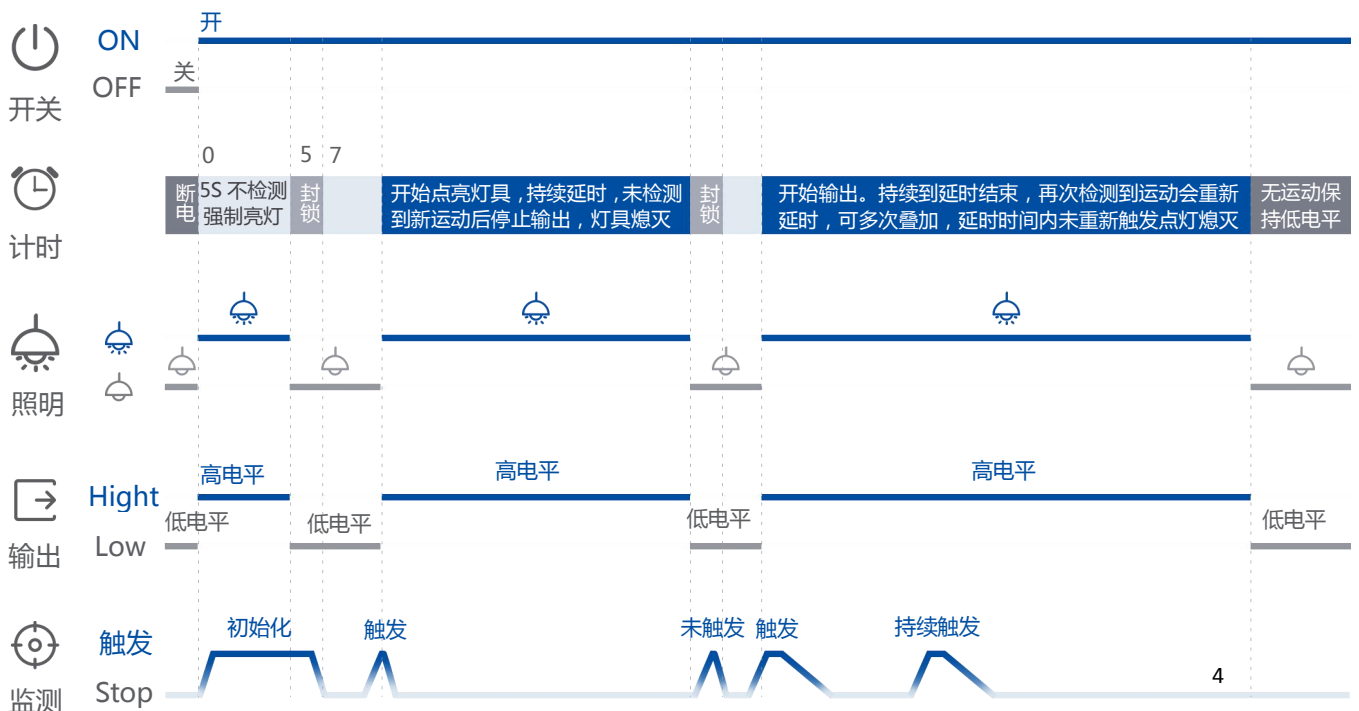 开
ON
关
OFF
开关
0 5 7
断电
5S 不检测
强制亮灯
封锁
开始点亮灯具，持续延时，未检测
到新运动后停止输出，灯具熄灭
封锁
开始输出。持续到延时结束，再次检测到运动会重新
延时，可多次叠加，延时时间内未重新触发点灯熄灭
无运动保
持低电平
计时
照明
高电平 高电平 高电平
Hight
低电平 低电平 低电平 低电平
Low
输出
初始化 触发 未触发 触发 持续触发
触发
4
Stop
监测